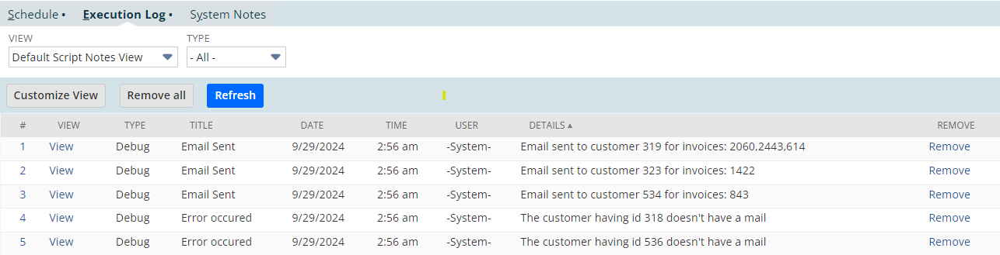 Schedule • Execution Log • System Notes
VIEW TYPE
Default Script Notes View - All -
Customize View Remove all Refresh
# VIEW TYPE TITLE DATE TIME USER DETAILS ▲ REMOVE
1 View Debug Email Sent 9/29/2024 2:56 am -System- Email sent to customer 319 for invoices: 2060,2443,614 Remove
2 View Debug Email Sent 9/29/2024 2:56 am -System- Email sent to customer 323 for invoices: 1422 Remove
3 View Debug Email Sent 9/29/2024 2:56 am -System- Email sent to customer 534 for invoices: 843 Remove
4 View Debug Error occured 9/29/2024 2:56 am -System- The customer having id 318 doesn't have a mail Remove
5 View Debug Error occured 9/29/2024 2:56 am -System- The customer having id 536 doesn't have a mail Remove